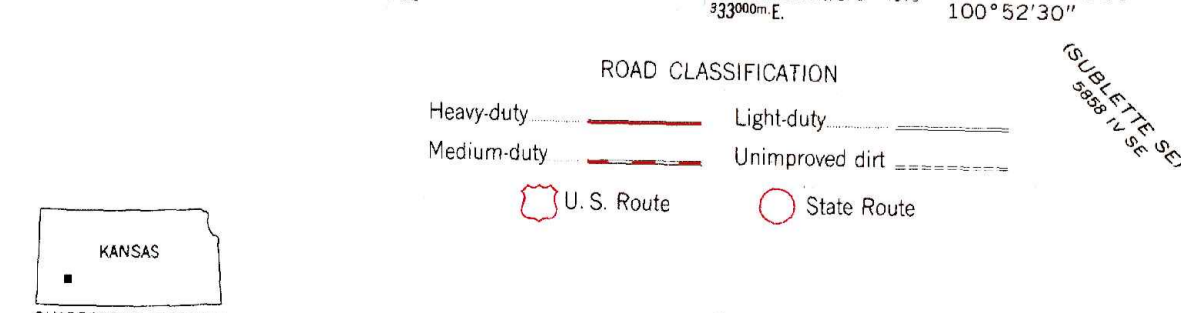 ³33000m.E.
100°52'30"
(SUBLETTE SE)
5858 IV SE
ROAD CLASSIFICATION
Heavy-duty Light-duty
Medium-duty Unimproved dirt
U. S. Route State Route
KANSAS